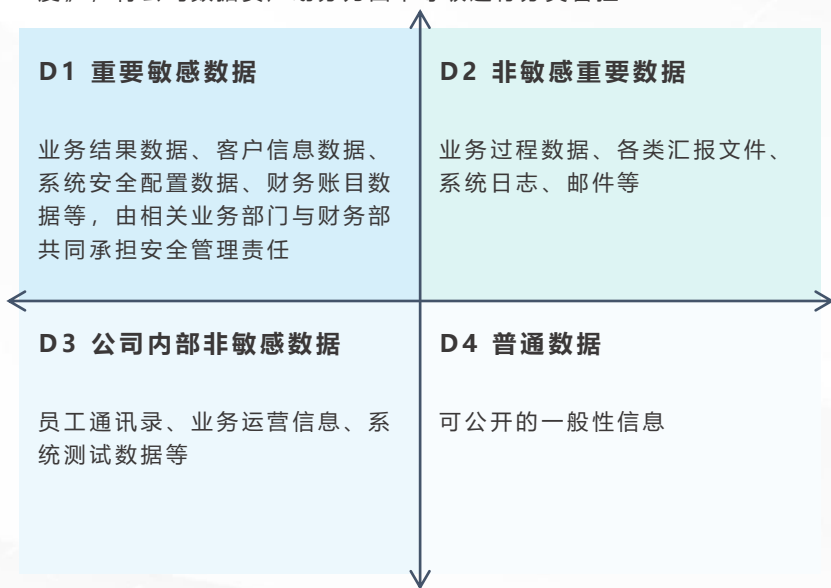 D1 重要敏感数据
业务结果数据、客户信息数据、
系统安全配置数据、财务账目数
据等，由相关业务部门与财务部
共同承担安全管理责任
D2 非敏感重要数据
业务过程数据、各类汇报文件、
系统日志、邮件等
D3 公司内部非敏感数据
员工通讯录、业务运营信息、系
统测试数据等
D4 普通数据
可公开的一般性信息